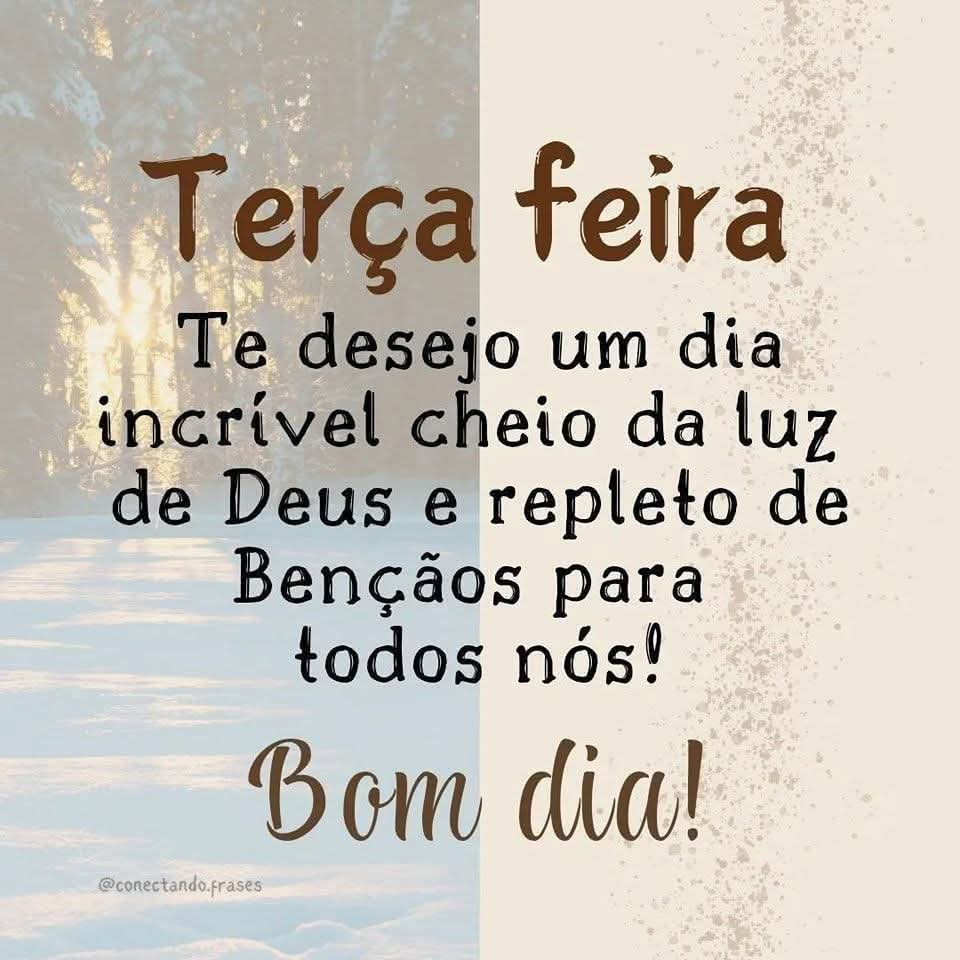 Terça feira
Te desejo um dia
incrível cheio da luz
de Deus e repleto de
Bençãos para
todos nós!
Bom dia!
@conectando.frases